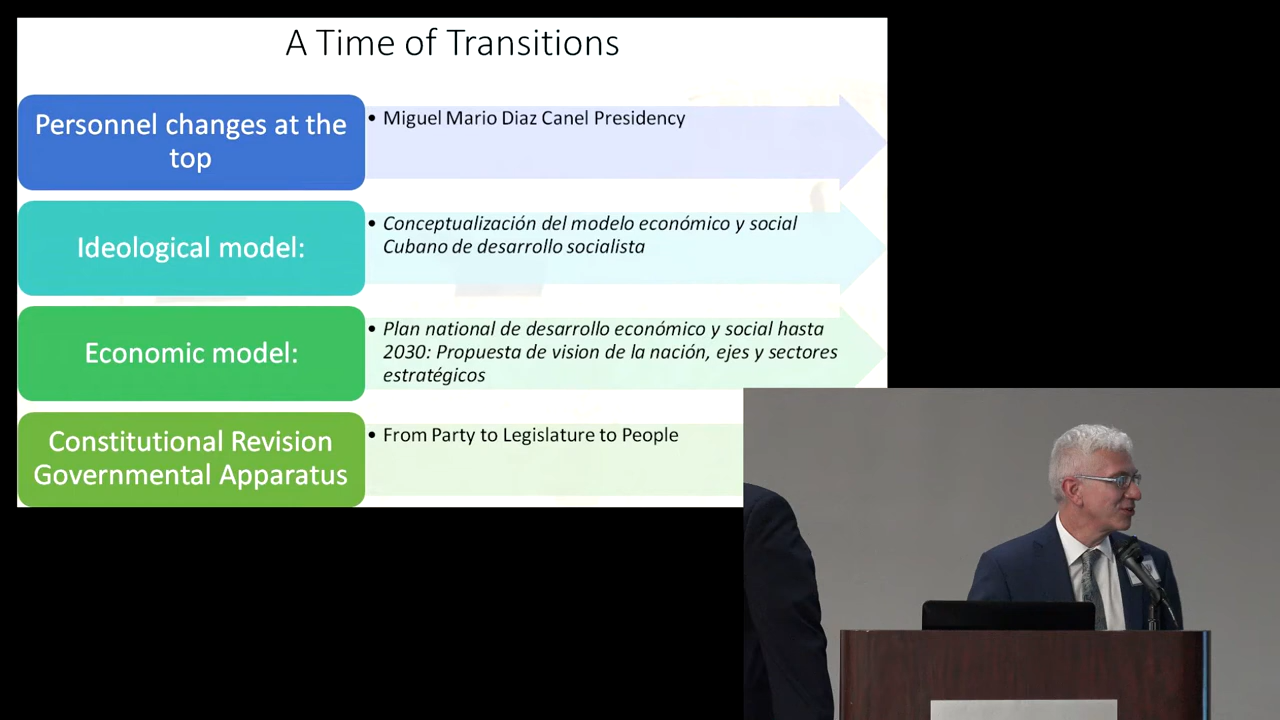 A Time of Transitions
Personnel changes at the
top
• Miguel Mario Diaz Canel Presidency
Ideological model:
• Conceptualización del modelo económico y social
Cubano de desarrollo socialista
Economic model:
• Plan national de desarrollo económico y social hasta
2030: Propuesta de vision de la nación, ejes y sectores
estratégicos
Constitutional Revision
Governmental Apparatus
• From Party to Legislature to People